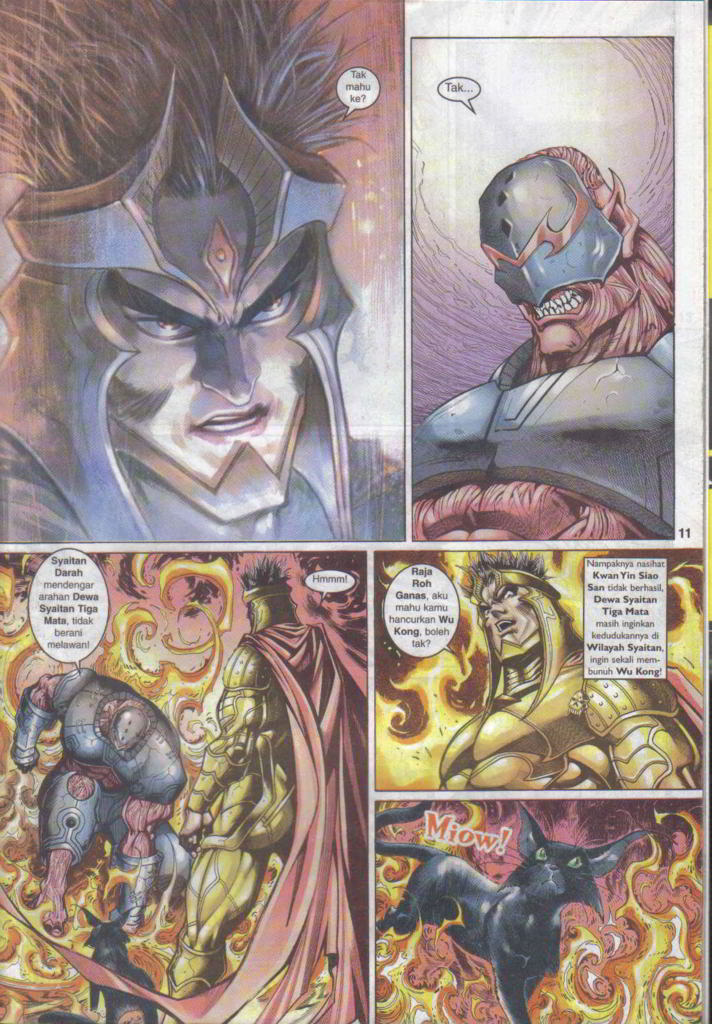 Tak
mahu
ke?
Tak...
11
Syaitan
Darah
mendengar
arahan Dewa
Syaitan Tiga
Mata, tidak
berani
melawan!
Hmmm!
Raja
Roh
Ganas, aku
mahu kamu
hancurkan Wu
Kong, boleh
tak?
Nampaknya nasihat
Kwan Yin Siao
San tidak berhasil,
Dewa Syaitan
Tiga Mata
masih inginkan
kedudukannya di
Wilayah Syaitan,
ingin sekali mem-
bunuh Wu Kong!
Miow!